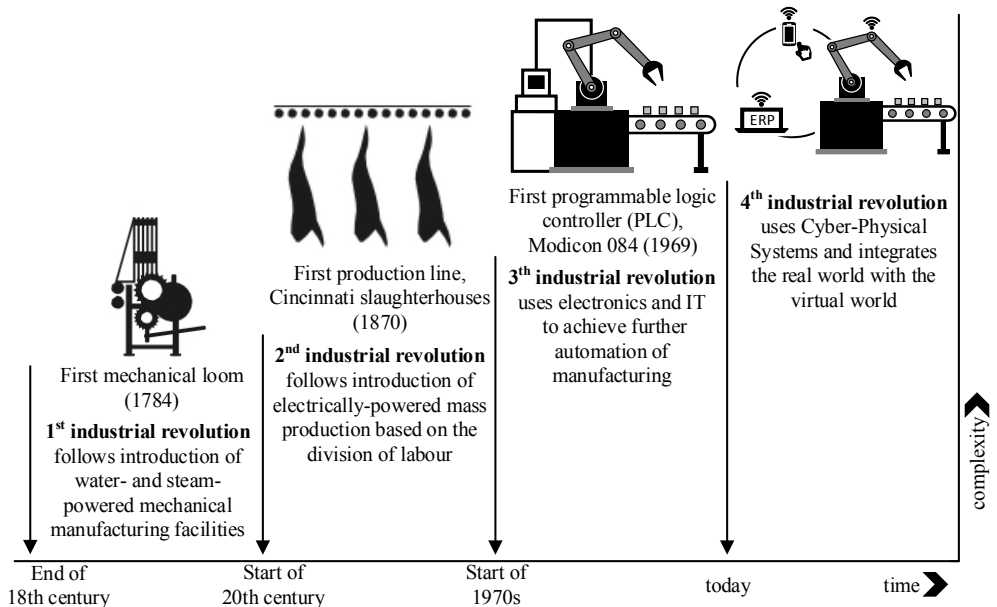 First mechanical loom
(1784)
1st industrial revolution
follows introduction of
water- and steam-
powered mechanical
manufacturing facilities
First production line,
Cincinnati slaughterhouses
(1870)
2nd industrial revolution
follows introduction of
electrically-powered mass
production based on the
division of labour
First programmable logic
controller (PLC),
Modicon 084 (1969)
3th industrial revolution
uses electronics and IT
to achieve further
automation of
manufacturing
ERP
4th industrial revolution
uses Cyber-Physical
Systems and integrates
the real world with the
virtual world
complexity
End of
18th century
Start of
20th century
Start of
1970s
today
time